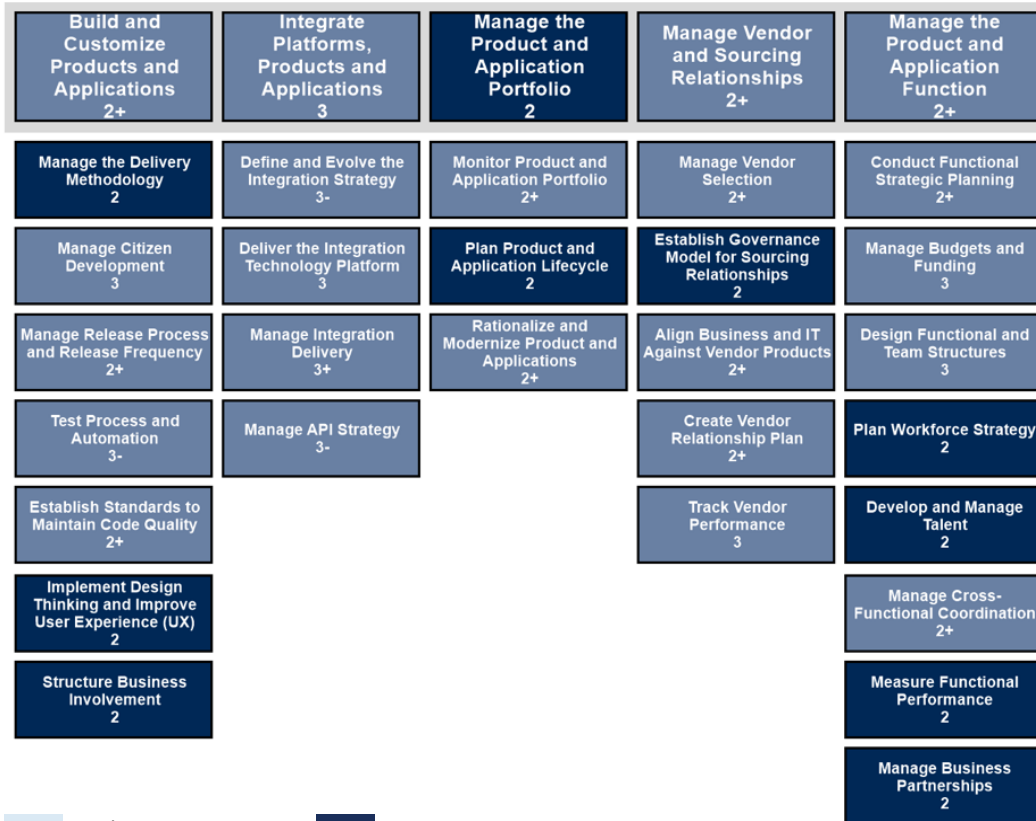 Build and
Customize
Products and
Applications
2+
Integrate
Platforms,
Products and
Applications
3
Manage the
Product and
Application
Portfolio
2
Manage Vendor
and Sourcing
Relationships
2+
Manage the
Product and
Application
Function
2+
Manage the Delivery
Methodology
2
Define and Evolve the
Integration Strategy
3-
Monitor Product and
Application Portfolio
2+
Manage Vendor
Selection
2+
Conduct Functional
Strategic Planning
2+
Manage Citizen
Development
3
Deliver the Integration
Technology Platform
3
Plan Product and
Application Lifecycle
2
Establish Governance
Model for Sourcing
Relationships
2
Manage Budgets and
Funding
3
Manage Release Process
and Release Frequency
2+
Manage Integration
Delivery
3+
Rationalize and
Modernize Product and
Applications
2+
Align Business and IT
Against Vendor Products
2+
Design Functional and
Team Structures
3
Test Process and
Automation
3-
Manage API Strategy
3-
Create Vendor
Relationship Plan
2+
Plan Workforce Strategy
2
Establish Standards to
Maintain Code Quality
2+
Track Vendor
Performance
3
Develop and Manage
Talent
2
Implement Design
Thinking and Improve
User Experience (UX)
2
Manage Cross-
Functional Coordination
2+
Structure Business
Involvement
2
Measure Functional
Performance
2
Manage Business
Partnerships
2